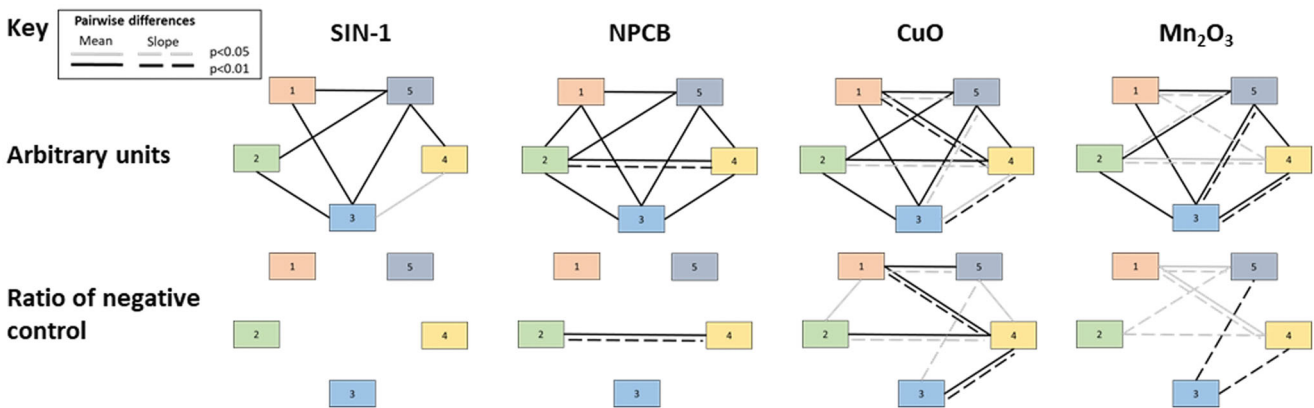 Key
Pairwise differences
Mean Slope
p<0.05
p<0.01
SIN-1 NPCB CuO Mn₂O₃
Arbitrary units
1 5 1 5 1 5 1 5
2 4 2 4 2 4 2 4
3 3 3 3
Ratio of negative
control
1 5 1 5 1 5 1 5
2 4 2 4 2 4 2 4
3 3 3 3